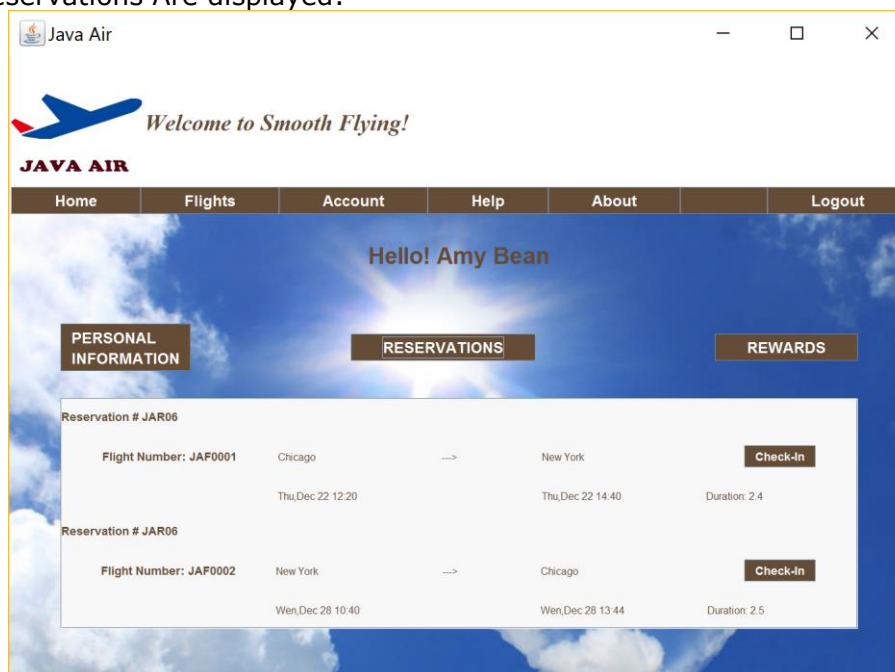 eservations Are displayed:
Java Air
Welcome to Smooth Flying!
JAVA AIR
Home Flights Account Help About Logout
Hello! Amy Bean
PERSONAL
INFORMATION
RESERVATIONS
REWARDS
Reservation # JAR06
Flight Number: JAF0001 Chicago ---> New York Check-In
Thu,Dec 22 12:20 Thu,Dec 22 14:40 Duration: 2.4
Reservation # JAR06
Flight Number: JAF0002 New York ---> Chicago Check-In
Wen,Dec 28 10:40 Wen,Dec 28 13:44 Duration: 2.5